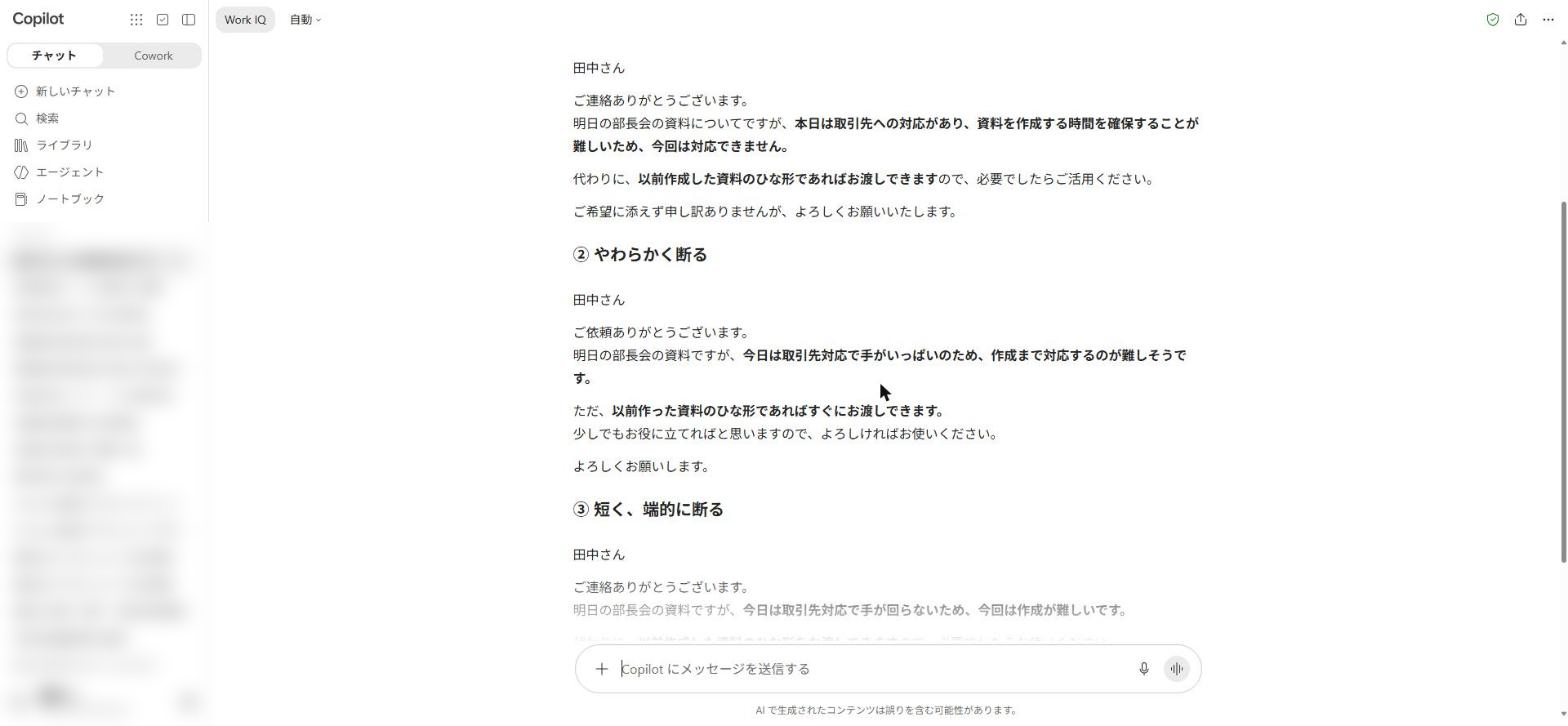 Copilot
Work IQ
自動
チャット
Cowork
新しいチャット
検索
ライブラリ
エージェント
ノートブック
田中さん
ご連絡ありがとうございます。
明日の部長会の資料についてですが、本日は取引先への対応があり、資料を作成する時間を確保することが
難しいため、今回は対応できません。
代わりに、以前作成した資料のひな形であればお渡しできますので、必要でしたらご活用ください。
ご希望に添えず申し訳ありませんが、よろしくお願いいたします。
② やわらかく断る
田中さん
ご依頼ありがとうございます。
明日の部長会の資料ですが、今日は取引先対応で手がいっぱいのため、作成まで対応するのが難しそうで
す。
ただ、以前作った資料のひな形であればすぐにお渡しできます。
少しでもお役に立てればと思いますので、よろしければお使いください。
よろしくお願いします。
③ 短く、端的に断る
田中さん
ご連絡ありがとうございます。
明日の部長会の資料ですが、今日は取引先対応で手が回らないため、今回は作成が難しいです。
Copilot にメッセージを送信する
AI で生成されたコンテンツは誤りを含む可能性があります。